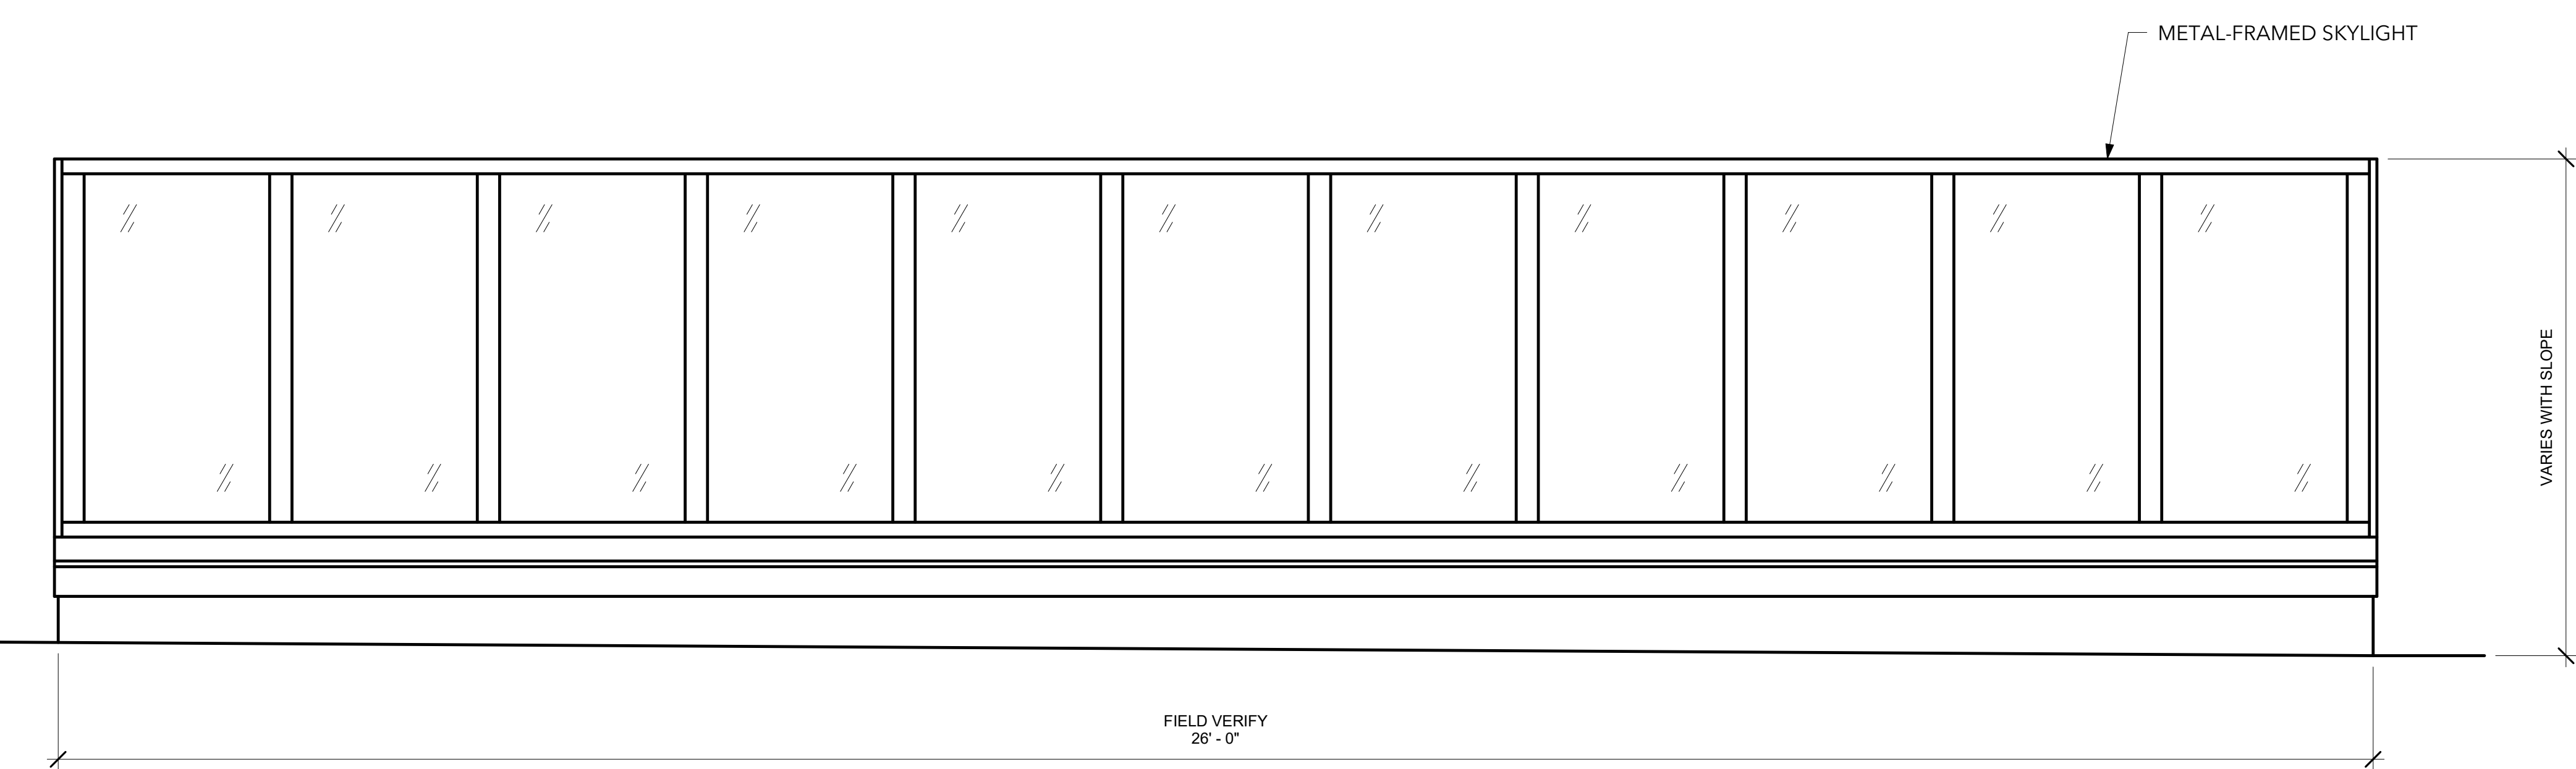 METAL-FRAMED SKYLIGHT
VARIES WITH SLOPE
FIELD VERIFY
26' - 0"